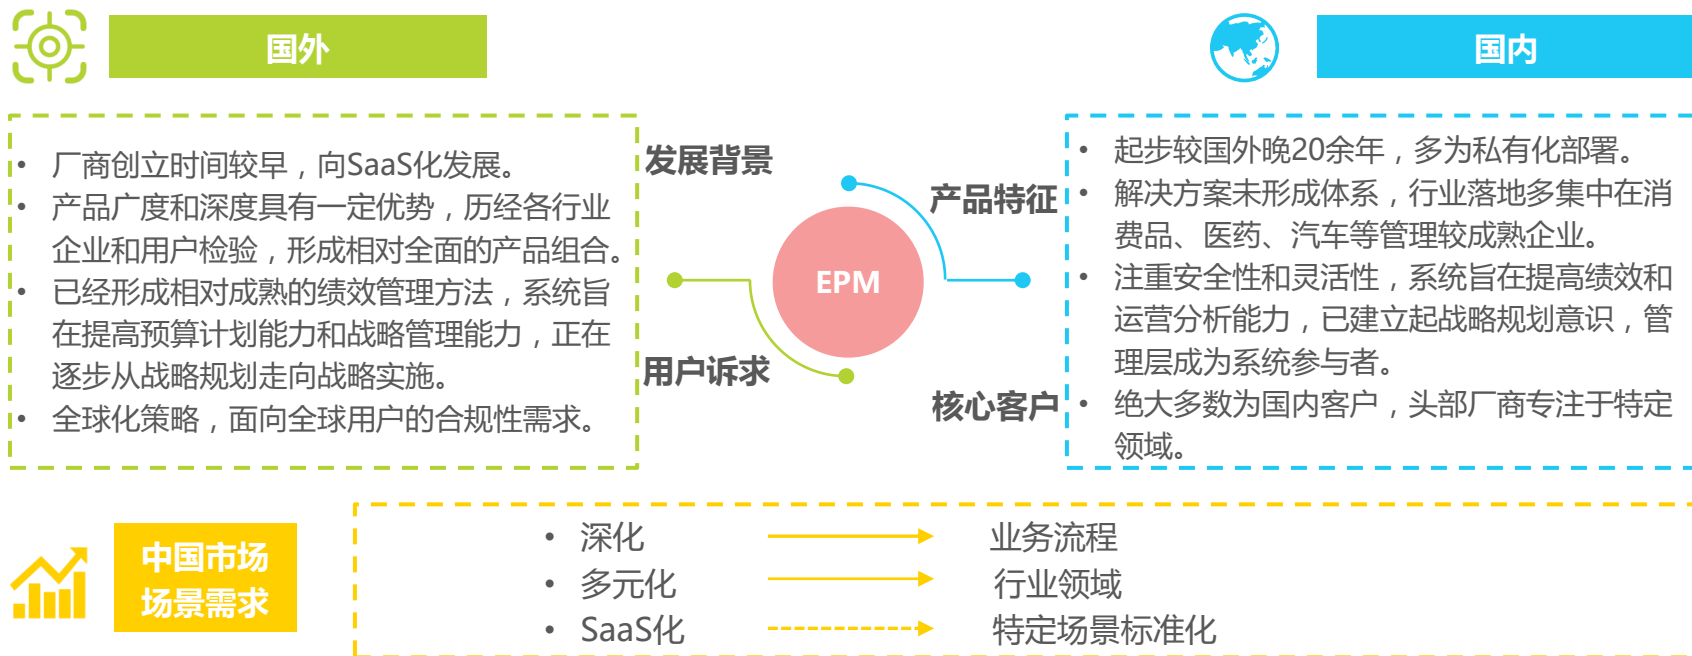 国外
国内
• 厂商创立时间较早，向SaaS化发展。
• 产品广度和深度具有一定优势，历经各行业
企业和用户检验，形成相对全面的产品组合。
• 已经形成相对成熟的绩效管理方法，系统旨
在提高预算计划能力和战略管理能力，正在
逐步从战略规划走向战略实施。
• 全球化策略，面向全球用户的合规性需求。
发展背景
产品特征
EPM
用户诉求
核心客户
• 起步较国外晚20余年，多为私有化部署。
• 解决方案未形成体系，行业落地多集中在消
费品、医药、汽车等管理较成熟企业。
• 注重安全性和灵活性，系统旨在提高绩效和
运营分析能力，已建立起战略规划意识，管
理层成为系统参与者。
• 绝大多数为国内客户，头部厂商专注于特定
领域。
中国市场
场景需求
• 深化 业务流程
• 多元化 行业领域
• SaaS化 特定场景标准化